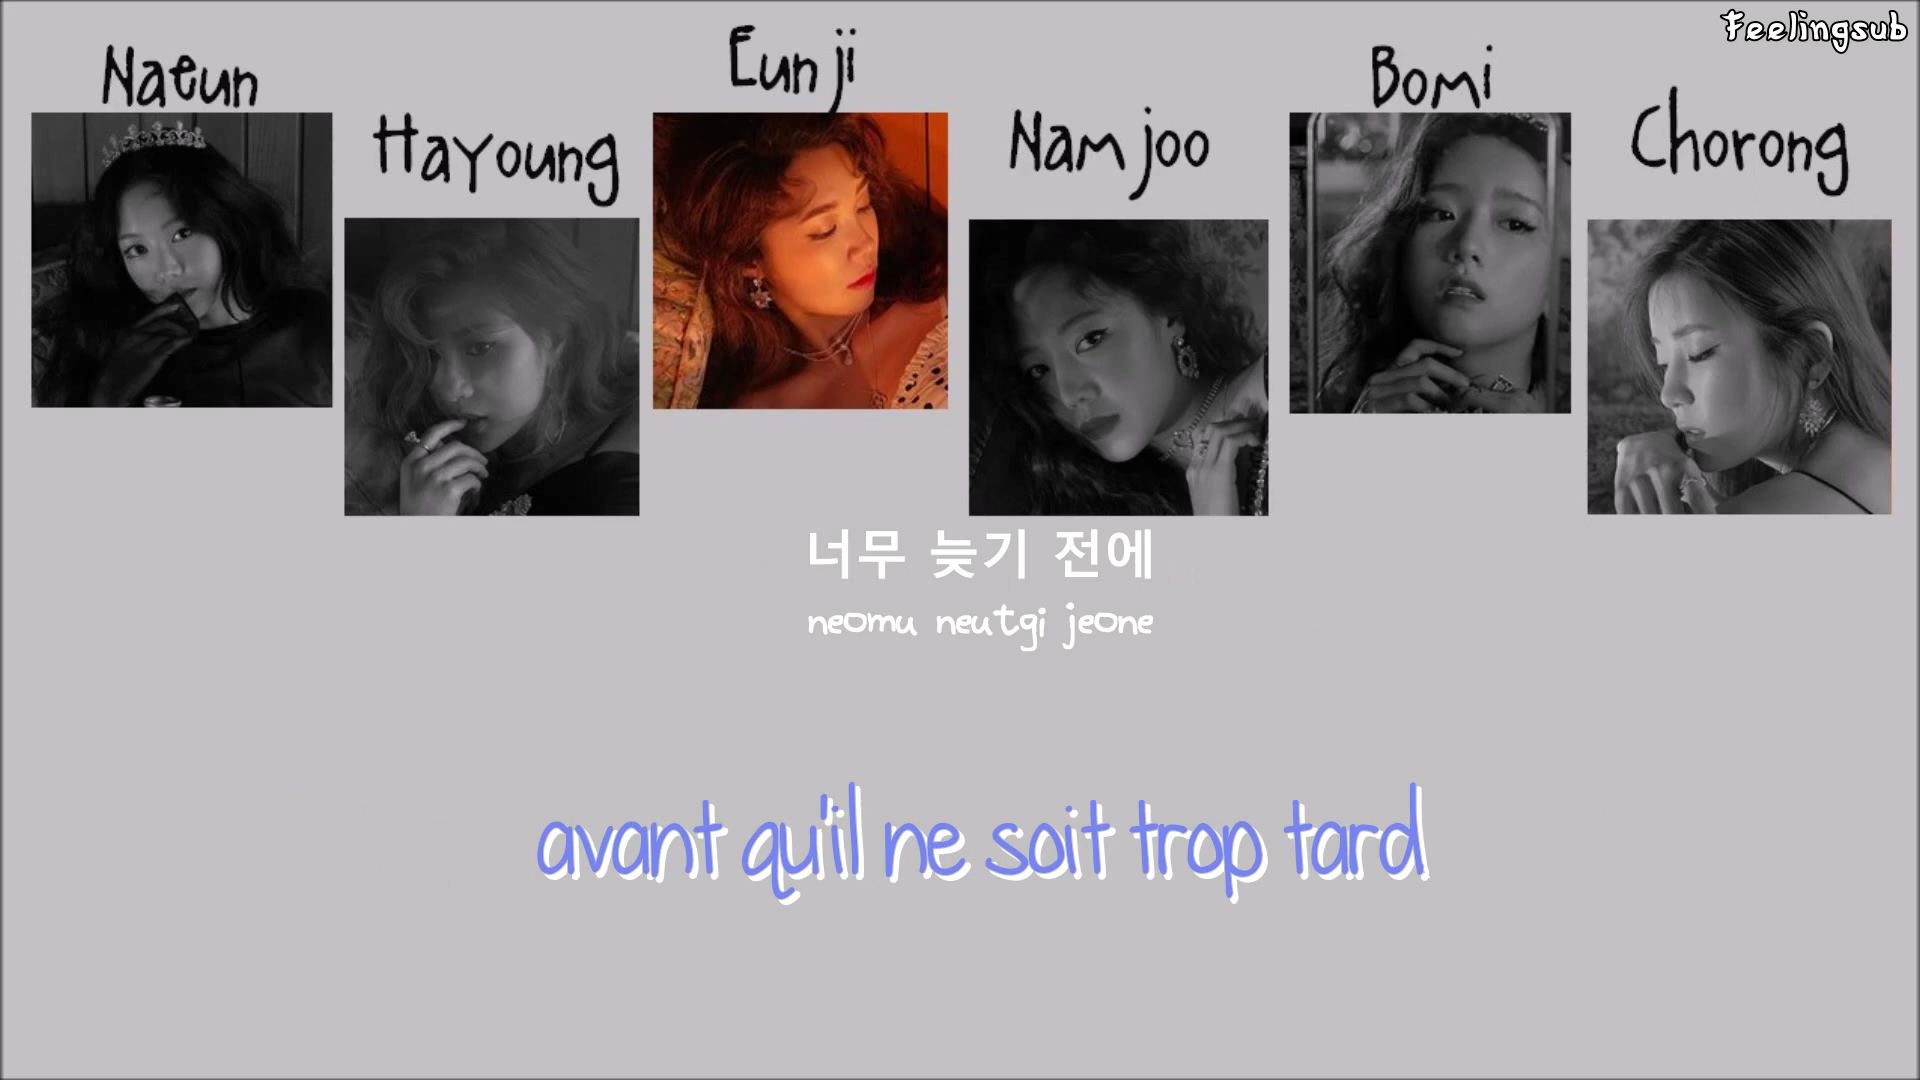 Feelingsub
Naeun
Hayoung
Eunji
Namjoo
Bomi
Chorong
너무 늦기 전에
neomu neutgi jeone
avant qu'il ne soit trop tard